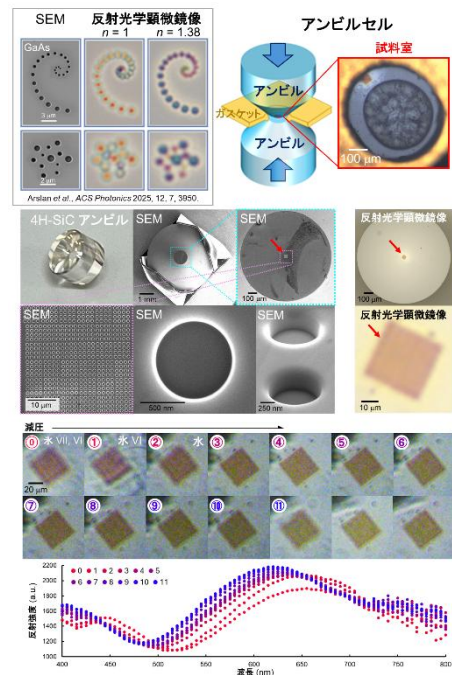 SEM
反射光学顕微鏡像
n = 1
n = 1.38
GaAs
3 μm
2 μm
Arslan et al., ACS Photonics 2025, 12, 7, 3950.
アンビルセル
アンビル
ガスケット
アンビル
試料室
100 μm
4H-SiC アンビル
SEM
1 mm
SEM
100 μm
反射光学顕微鏡像
100 μm
SEM
10 μm
SEM
500 nm
SEM
250 nm
反射光学顕微鏡像
10 μm
減圧
⓪ 氷 VII, VI
① 氷 VI
② 水
③
④
⑤
⑥
20 μm
⑦
⑧
⑨
⑩
⑪
反射強度 (a.u.)
2200
2000
1800
1600
1400
1200
1000
0 1 2 3 4 5
6 7 8 9 10 11
400 450 500 550 600 650 700 750 800
波長 (nm)